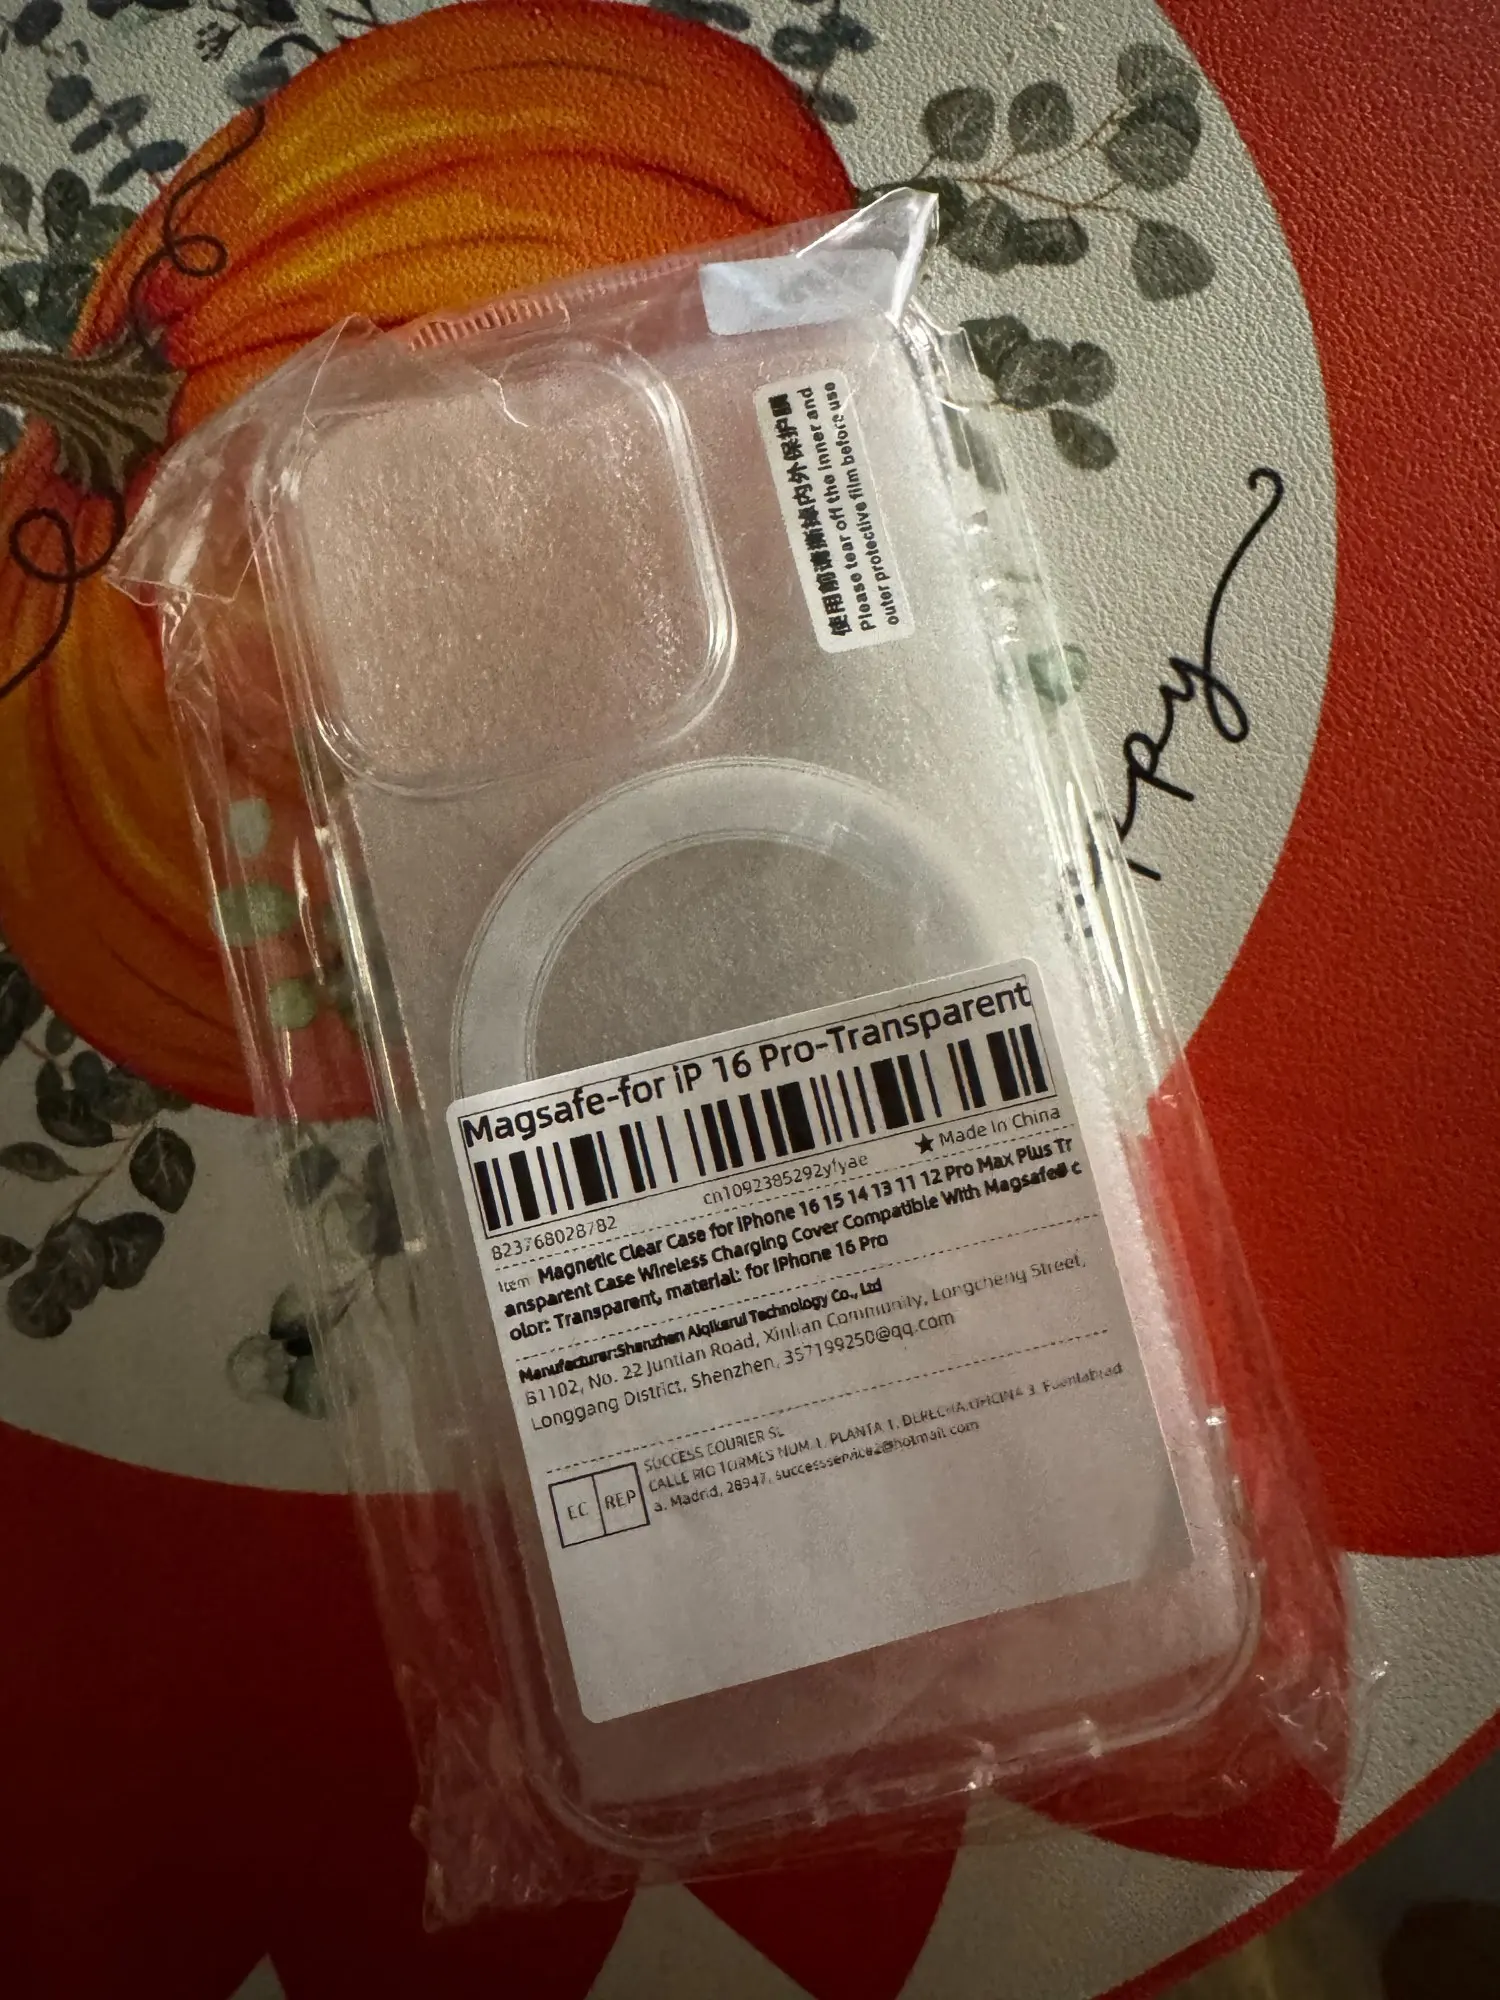 使用前请撕掉内外保护膜
Please tear off the inner and
outer protective film before use
ppy
Magsafe-for iP 16 Pro-Transparent
cn1092385292yfyae
★ Made In China
823768028782
Item: Magnetic Clear Case for iPhone 16 15 14 13 11 12 Pro Max Plus Tr
ansparent Case Wireless Charging Cover Compatible With Magsafe® c
olor: Transparent, material: for iPhone 16 Pro
Manufacturer:Shenzhen Aiqikarui Technology Co., Ltd
B1102, No. 22 Juntian Road, Xinlian Community, Longcheng Street,
Longgang District, Shenzhen, 357199250@qq.com
EC REP
SUCCESS COURIER SL
CALLE RIO TORMES NUM. 1, PLANTA 1, DERECHA,OFICINA 3, Fuenlabrad
a, Madrid, 28947, successservice2@hotmail.com